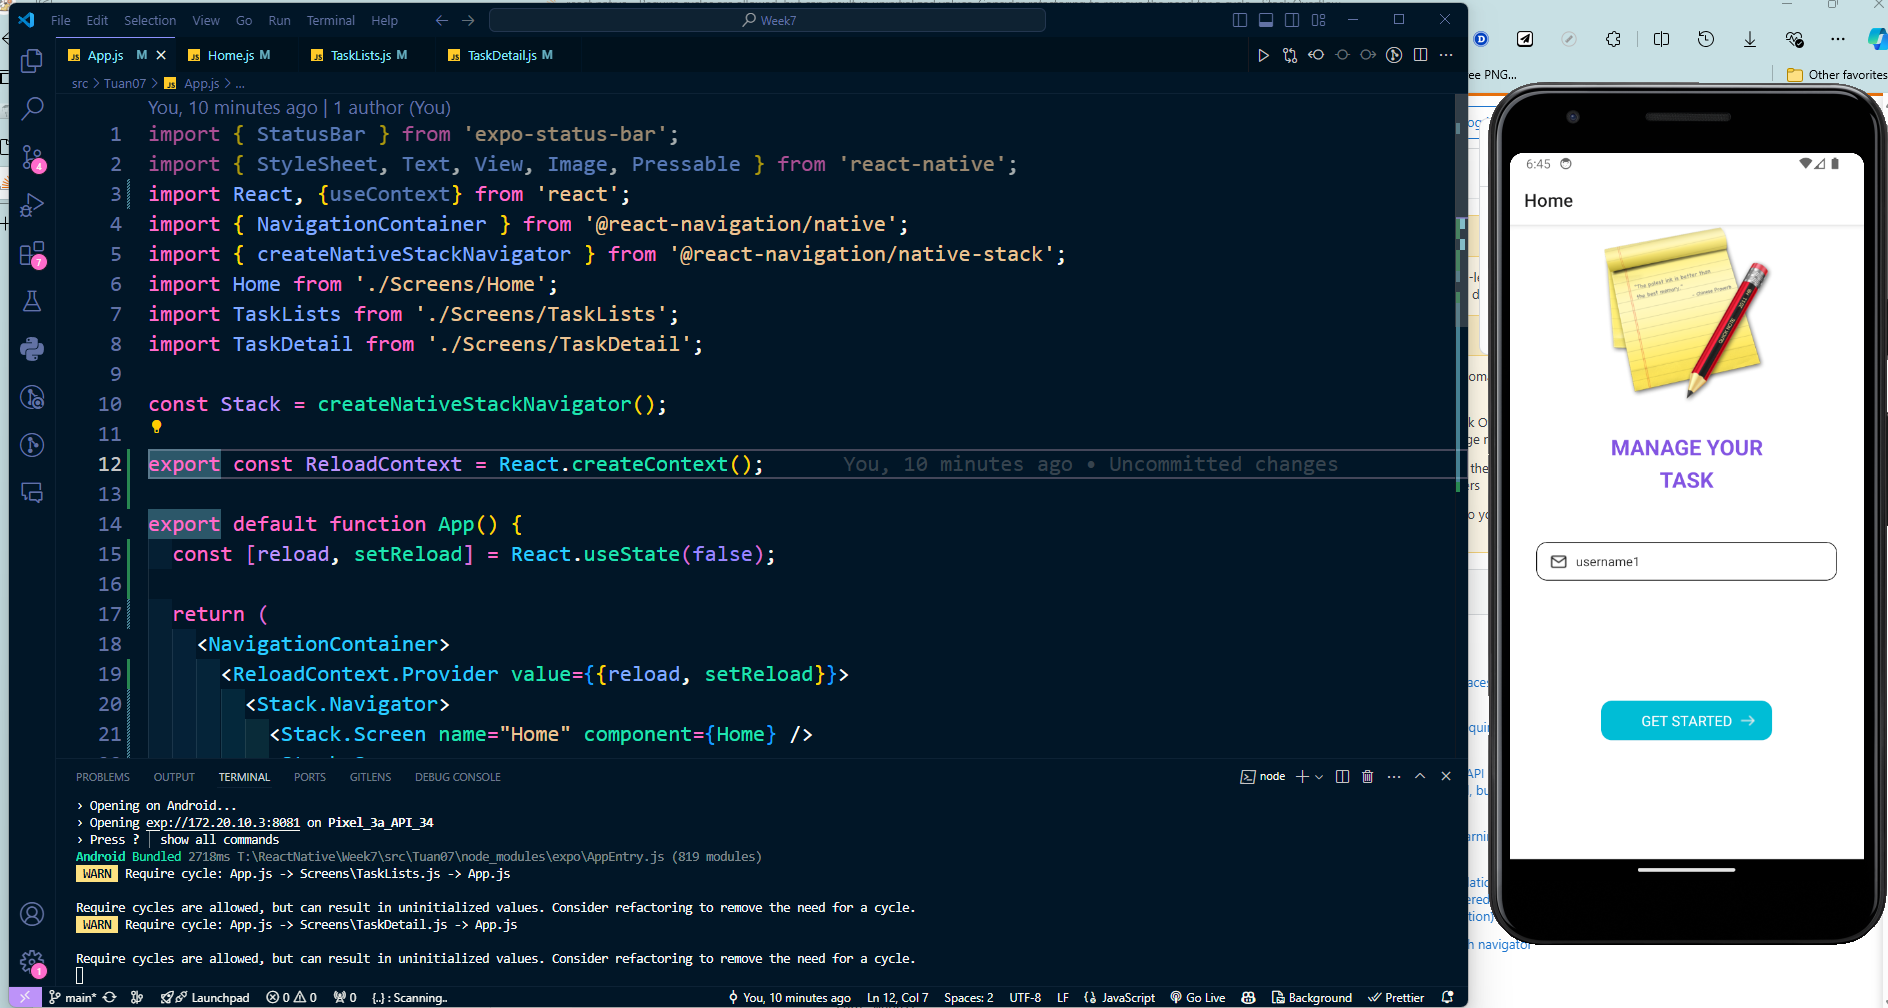 File Edit Selection View Go Run Terminal Help
Week7
App.js M
Home.js M
TaskLists.js M
TaskDetail.js M
src > Tuan07 > App.js > ...
You, 10 minutes ago | 1 author (You)
1 import { StatusBar } from 'expo-status-bar';
2 import { StyleSheet, Text, View, Image, Pressable } from 'react-native';
3 import React, {useContext} from 'react';
4 import { NavigationContainer } from '@react-navigation/native';
5 import { createNativeStackNavigator } from '@react-navigation/native-stack';
6 import Home from './Screens/Home';
7 import TaskLists from './Screens/TaskLists';
8 import TaskDetail from './Screens/TaskDetail';
9
10 const Stack = createNativeStackNavigator();
11
12 export const ReloadContext = React.createContext(); You, 10 minutes ago • Uncommitted changes
13
14 export default function App() {
15 const [reload, setReload] = React.useState(false);
16
17 return (
18 <NavigationContainer>
19 <ReloadContext.Provider value={{reload, setReload}}>
20 <Stack.Navigator>
21 <Stack.Screen name="Home" component={Home} />
PROBLEMS OUTPUT TERMINAL PORTS GITLENS DEBUG CONSOLE
node
› Opening on Android...
› Opening exp://172.20.10.3:8081 on Pixel_3a_API_34
› Press ? │ show all commands
Android Bundled 2718ms T:\ReactNative\Week7\src\Tuan07\node_modules\expo\AppEntry.js (819 modules)
WARN Require cycle: App.js -> Screens\TaskLists.js -> App.js
Require cycles are allowed, but can result in uninitialized values. Consider refactoring to remove the need for a cycle.
WARN Require cycle: App.js -> Screens\TaskDetail.js -> App.js
Require cycles are allowed, but can result in uninitialized values. Consider refactoring to remove the need for a cycle.
4
7
1
main* Launchpad 0 0 0 {..} : Scanning..
You, 10 minutes ago Ln 12, Col 7 Spaces: 2 UTF-8 LF JavaScript Go Live Background Prettier
ee PNG...
Other favorites
6:45
Home
MANAGE YOUR
TASK
username1
GET STARTED
h navigator